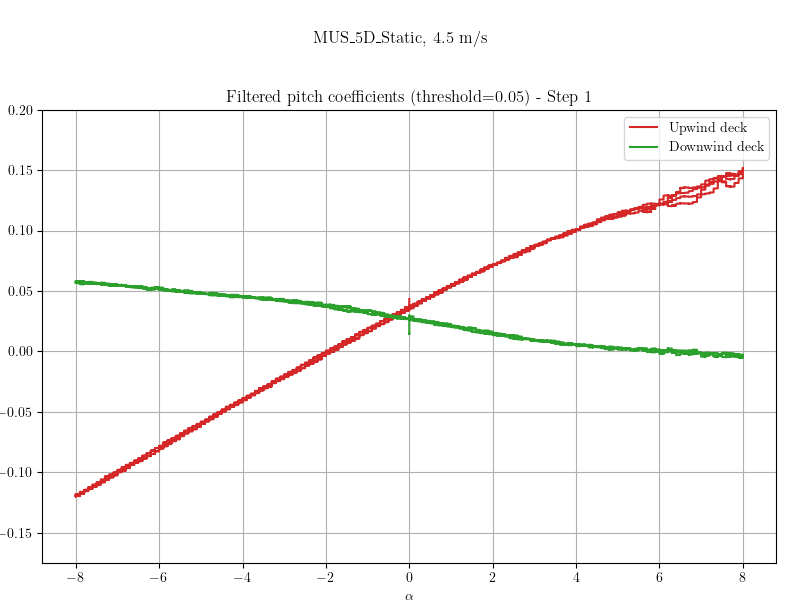 MUS_5D_Static, 4.5 m/s
Filtered pitch coefficients (threshold=0.05) - Step 1
Upwind deck
Downwind deck
0.20
0.15
0.10
0.05
0.00
−0.05
−0.10
−0.15
−8 −6 −4 −2 0 2 4 6 8
α